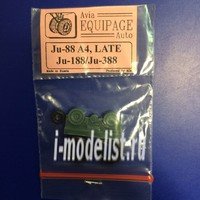 Avia
EQUIPAGE
Auto
Ju-88 A4, LATE
Ju-188/Ju-388
Made in Russia
i-modelist.ru